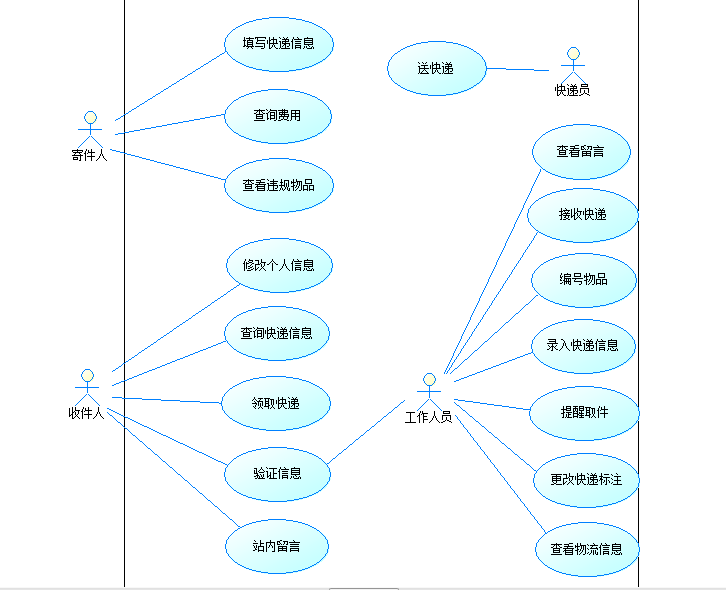 填写快递信息
送快递
快递员
查询费用
寄件人
查看留言
查看违规物品
接收快递
修改个人信息
编号物品
查询快递信息
录入快递信息
领取快递
收件人
工作人员
提醒取件
验证信息
更改快递标注
站内留言
查看物流信息